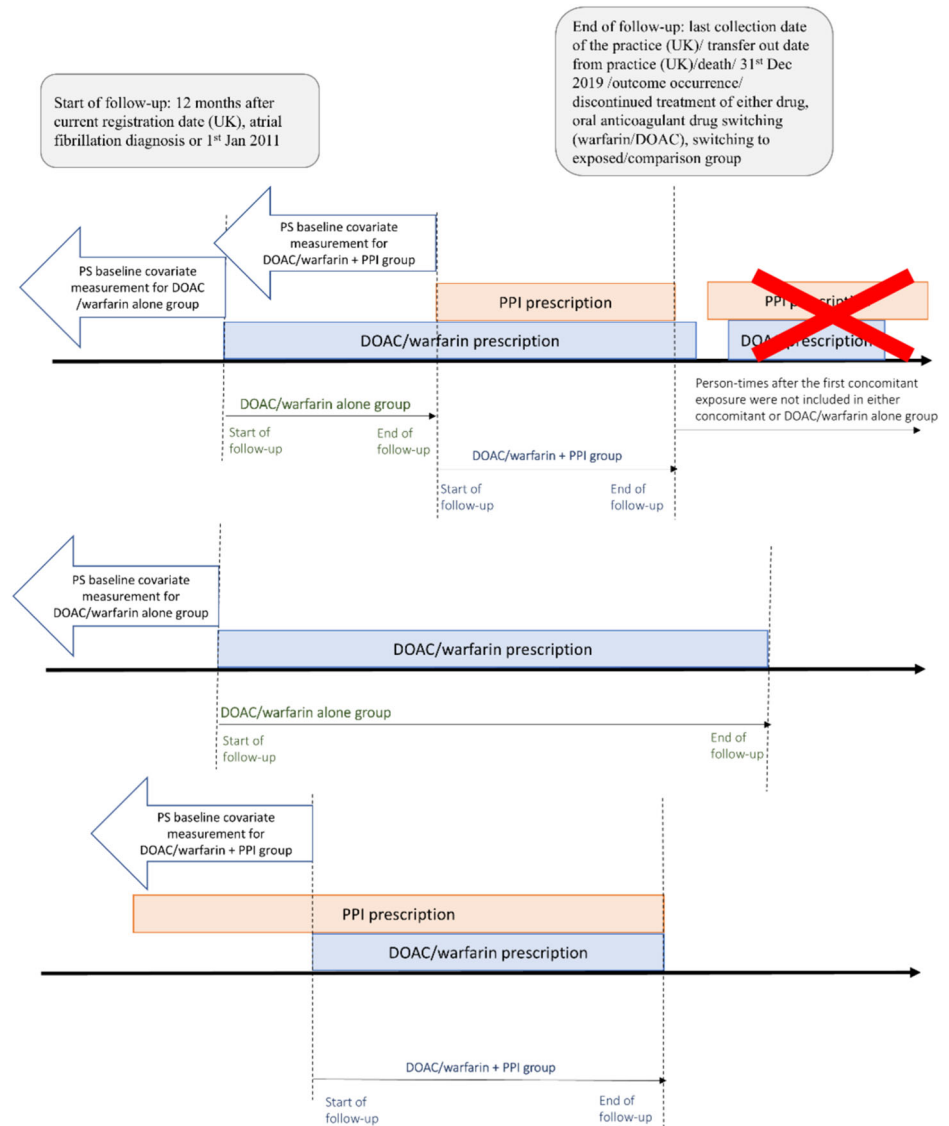 End of follow-up: last collection date
of the practice (UK)/ transfer out date
from practice (UK)/death/ 31st Dec
2019 /outcome occurrence/
discontinued treatment of either drug,
oral anticoagulant drug switching
(warfarin/DOAC), switching to
exposed/comparison group
Start of follow-up: 12 months after
current registration date (UK), atrial
fibrillation diagnosis or 1st Jan 2011
PS baseline covariate
measurement for
DOAC/warfarin + PPI group
PS baseline covariate
measurement for DOAC
/warfarin alone group
PPI prescription
PPI prescription
DOAC/warfarin prescription
DOAC prescription
Person-times after the first concomitant
exposure were not included in either
concomitant or DOAC/warfarin alone group
DOAC/warfarin alone group
Start of
follow-up
End of
follow-up
DOAC/warfarin + PPI group
Start of
follow-up
End of
follow-up
PS baseline covariate
measurement for
DOAC/warfarin alone group
DOAC/warfarin prescription
DOAC/warfarin alone group
Start of
follow-up
End of
follow-up
PS baseline covariate
measurement for
DOAC/warfarin + PPI group
PPI prescription
DOAC/warfarin prescription
DOAC/warfarin + PPI group
Start of
follow-up
End of
follow-up